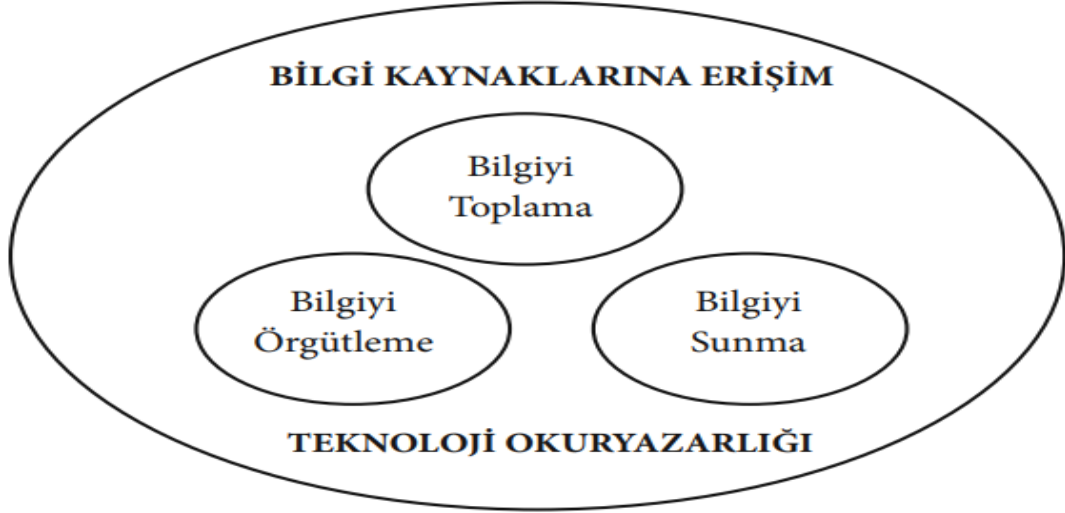 BİLGİ KAYNAKLARINA ERİŞİM
Bilgiyi
Toplama
Bilgiyi
Örgütleme
Bilgiyi
Sunma
TEKNOLOJİ OKURYAZARLIĞI